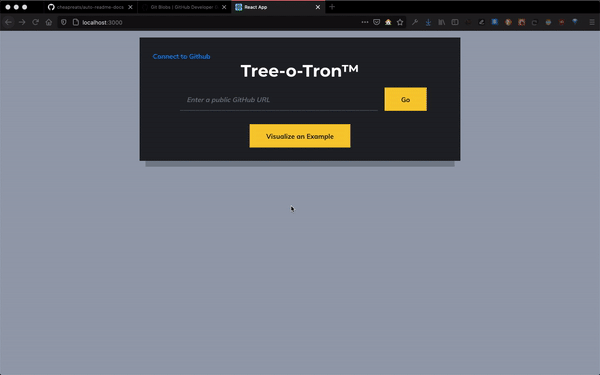 cheapreats/auto-readme-docs
Git Blobs | GitHub Developer
React App
localhost:3000
Connect to Github
Tree-o-Tron™
Enter a public GitHub URL
Go
Visualize an Example